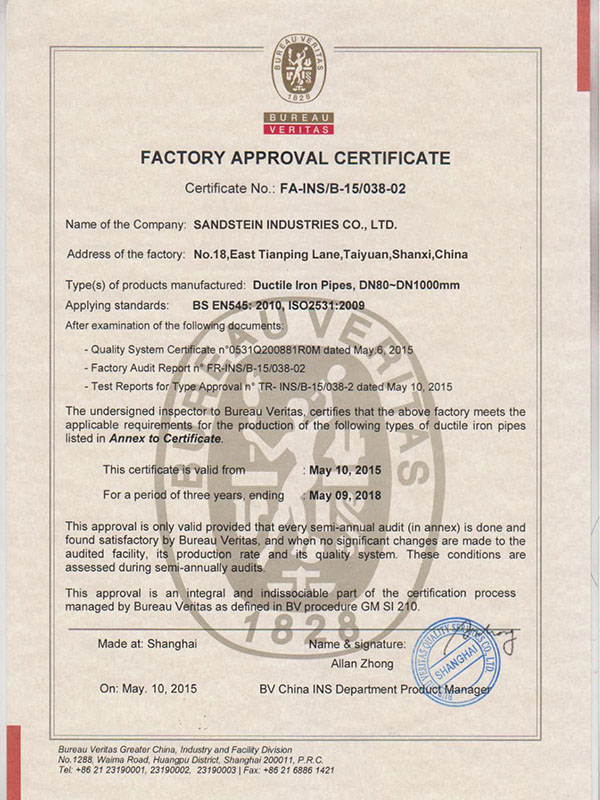 BUREAU VERITAS
1828
BUREAU
VERITAS
FACTORY APPROVAL CERTIFICATE
Certificate No.: FA-INS/B-15/038-02
Name of the Company: SANDSTEIN INDUSTRIES CO., LTD.
Address of the factory: No.18,East Tianping Lane,Taiyuan,Shanxi,China
Type(s) of products manufactured: Ductile Iron Pipes, DN80~DN1000mm
Applying standards: BS EN545: 2010, ISO2531:2009
After examination of the following documents:
- Quality System Certificate n°0531Q200881R0M dated May.6, 2015
- Factory Audit Report n° FR-INS/B-15/038-02
- Test Reports for Type Approval n° TR- INS/B-15/038-2 dated May 10, 2015
The undersigned inspector to Bureau Veritas, certifies that the above factory meets the
applicable requirements for the production of the following types of ductile iron pipes
listed in Annex to Certificate.
This certificate is valid from : May 10, 2015
For a period of three years, ending : May 09, 2018
This approval is only valid provided that every semi-annual audit (in annex) is done and
found satisfactory by Bureau Veritas, and when no significant changes are made to the
audited facility, its production rate and its quality system. These conditions are
assessed during semi-annually audits.
This approval is an integral and indissociable part of the certification process
managed by Bureau Veritas as defined in BV procedure GM SI 210.
BUREAU VERITAS
1828
Made at: Shanghai
Name & signature:
Allan Zhong
On: May. 10, 2015
BV China INS Department Product Manager
SHANGHAI
Bureau Veritas Greater China, Industry and Facility Division
No.1288, Waima Road, Huangpu District, Shanghai 200011, P.R.C.
Tel: +86 21 23190001, 23190002, 23190003 | Fax: +86 21 6886 1421